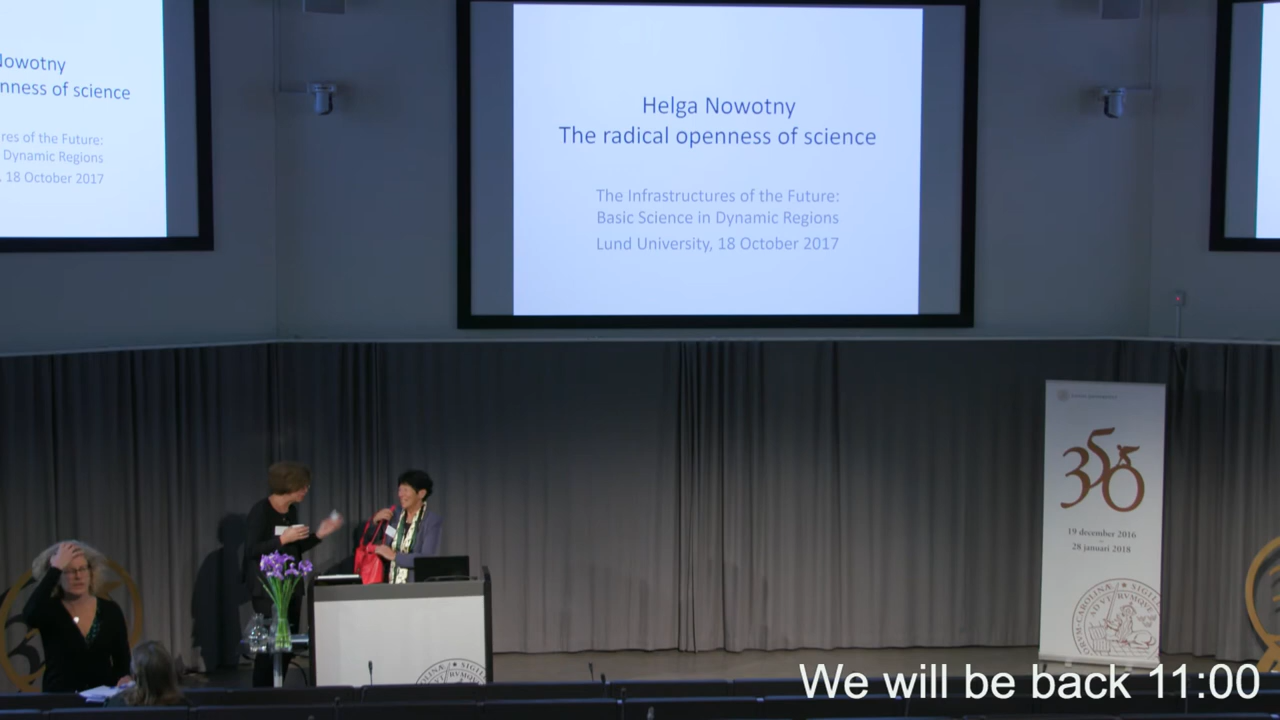 Nowotny
nness of science
res of the Future:
Dynamic Regions
, 18 October 2017
Helga Nowotny
The radical openness of science
The Infrastructures of the Future:
Basic Science in Dynamic Regions
Lund University, 18 October 2017
350
19 december 2016
–
28 januari 2018
We will be back 11:00